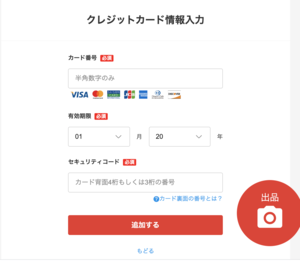 クレジットカード情報入力
カード番号 必須
半角数字のみ
VISA
有効期限 必須
01 月 20 年
セキュリティコード 必須
カード背面4桁もしくは3桁の番号
?カード裏面の番号とは?
追加する
もどる
出品